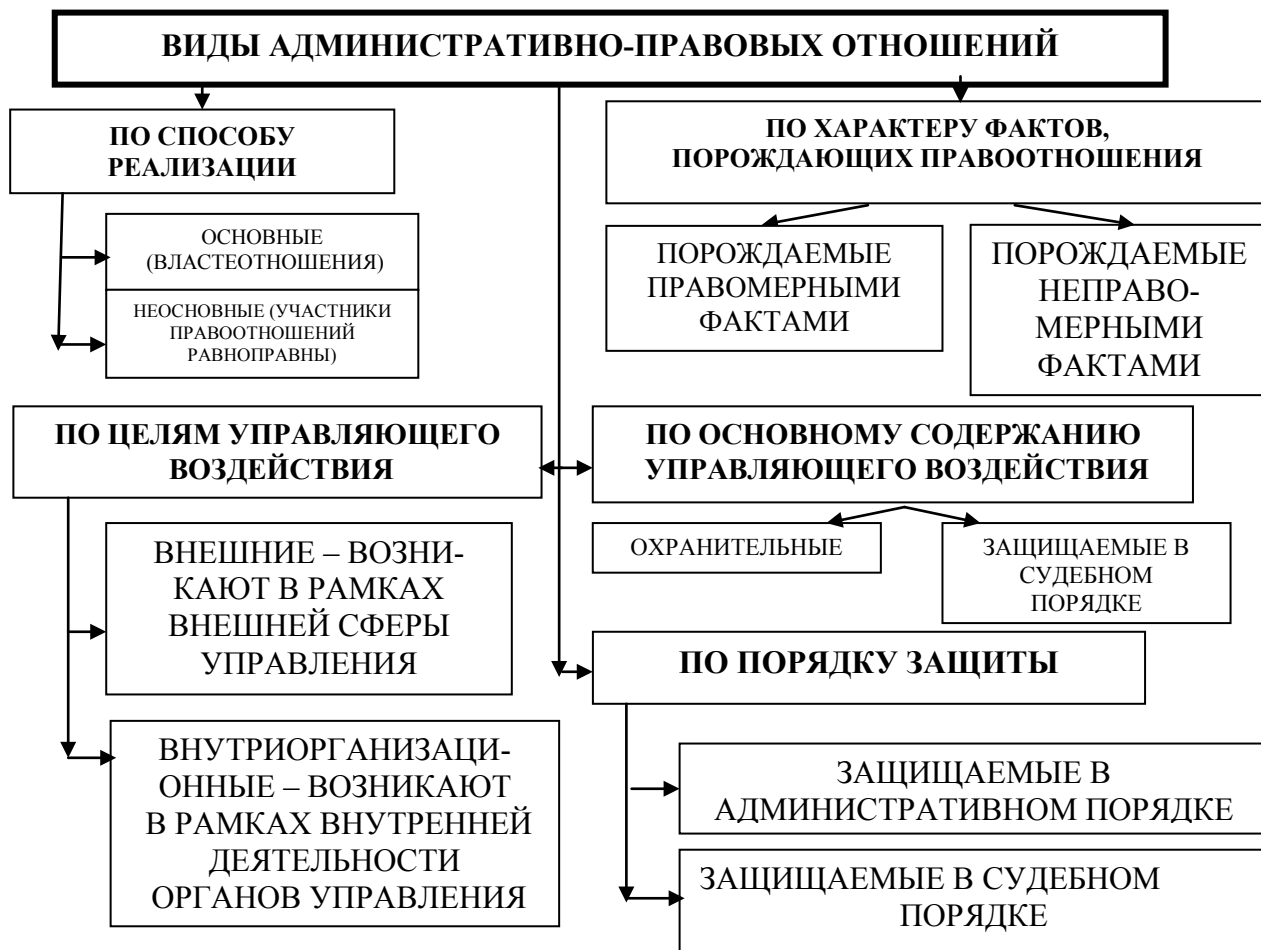 ВИДЫ АДМИНИСТРАТИВНО-ПРАВОВЫХ ОТНОШЕНИЙ
ПО СПОСОБУ
РЕАЛИЗАЦИИ
ОСНОВНЫЕ
(ВЛАСТЕОТНОШЕНИЯ)
НЕОСНОВНЫЕ (УЧАСТНИКИ
ПРАВООТНОШЕНИЙ
РАВНОПРАВНЫ)
ПО ХАРАКТЕРУ ФАКТОВ,
ПОРОЖДАЮЩИХ ПРАВООТНОШЕНИЯ
ПОРОЖДАЕМЫЕ
ПРАВОМЕРНЫМИ
ФАКТАМИ
ПОРОЖДАЕМЫЕ
НЕПРАВО-
МЕРНЫМИ
ФАКТАМИ
ПО ЦЕЛЯМ УПРАВЛЯЮЩЕГО
ВОЗДЕЙСТВИЯ
ВНЕШНИЕ – ВОЗНИ-
КАЮТ В РАМКАХ
ВНЕШНЕЙ СФЕРЫ
УПРАВЛЕНИЯ
ВНУТРИОРГАНИЗАЦИ-
ОННЫЕ – ВОЗНИКАЮТ
В РАМКАХ ВНУТРЕННЕЙ
ДЕЯТЕЛЬНОСТИ
ОРГАНОВ УПРАВЛЕНИЯ
ПО ОСНОВНОМУ СОДЕРЖАНИЮ
УПРАВЛЯЮЩЕГО ВОЗДЕЙСТВИЯ
ОХРАНИТЕЛЬНЫЕ
ЗАЩИЩАЕМЫЕ В
СУДЕБНОМ
ПОРЯДКЕ
ПО ПОРЯДКУ ЗАЩИТЫ
ЗАЩИЩАЕМЫЕ В
АДМИНИСТРАТИВНОМ ПОРЯДКЕ
ЗАЩИЩАЕМЫЕ В СУДЕБНОМ
ПОРЯДКЕ